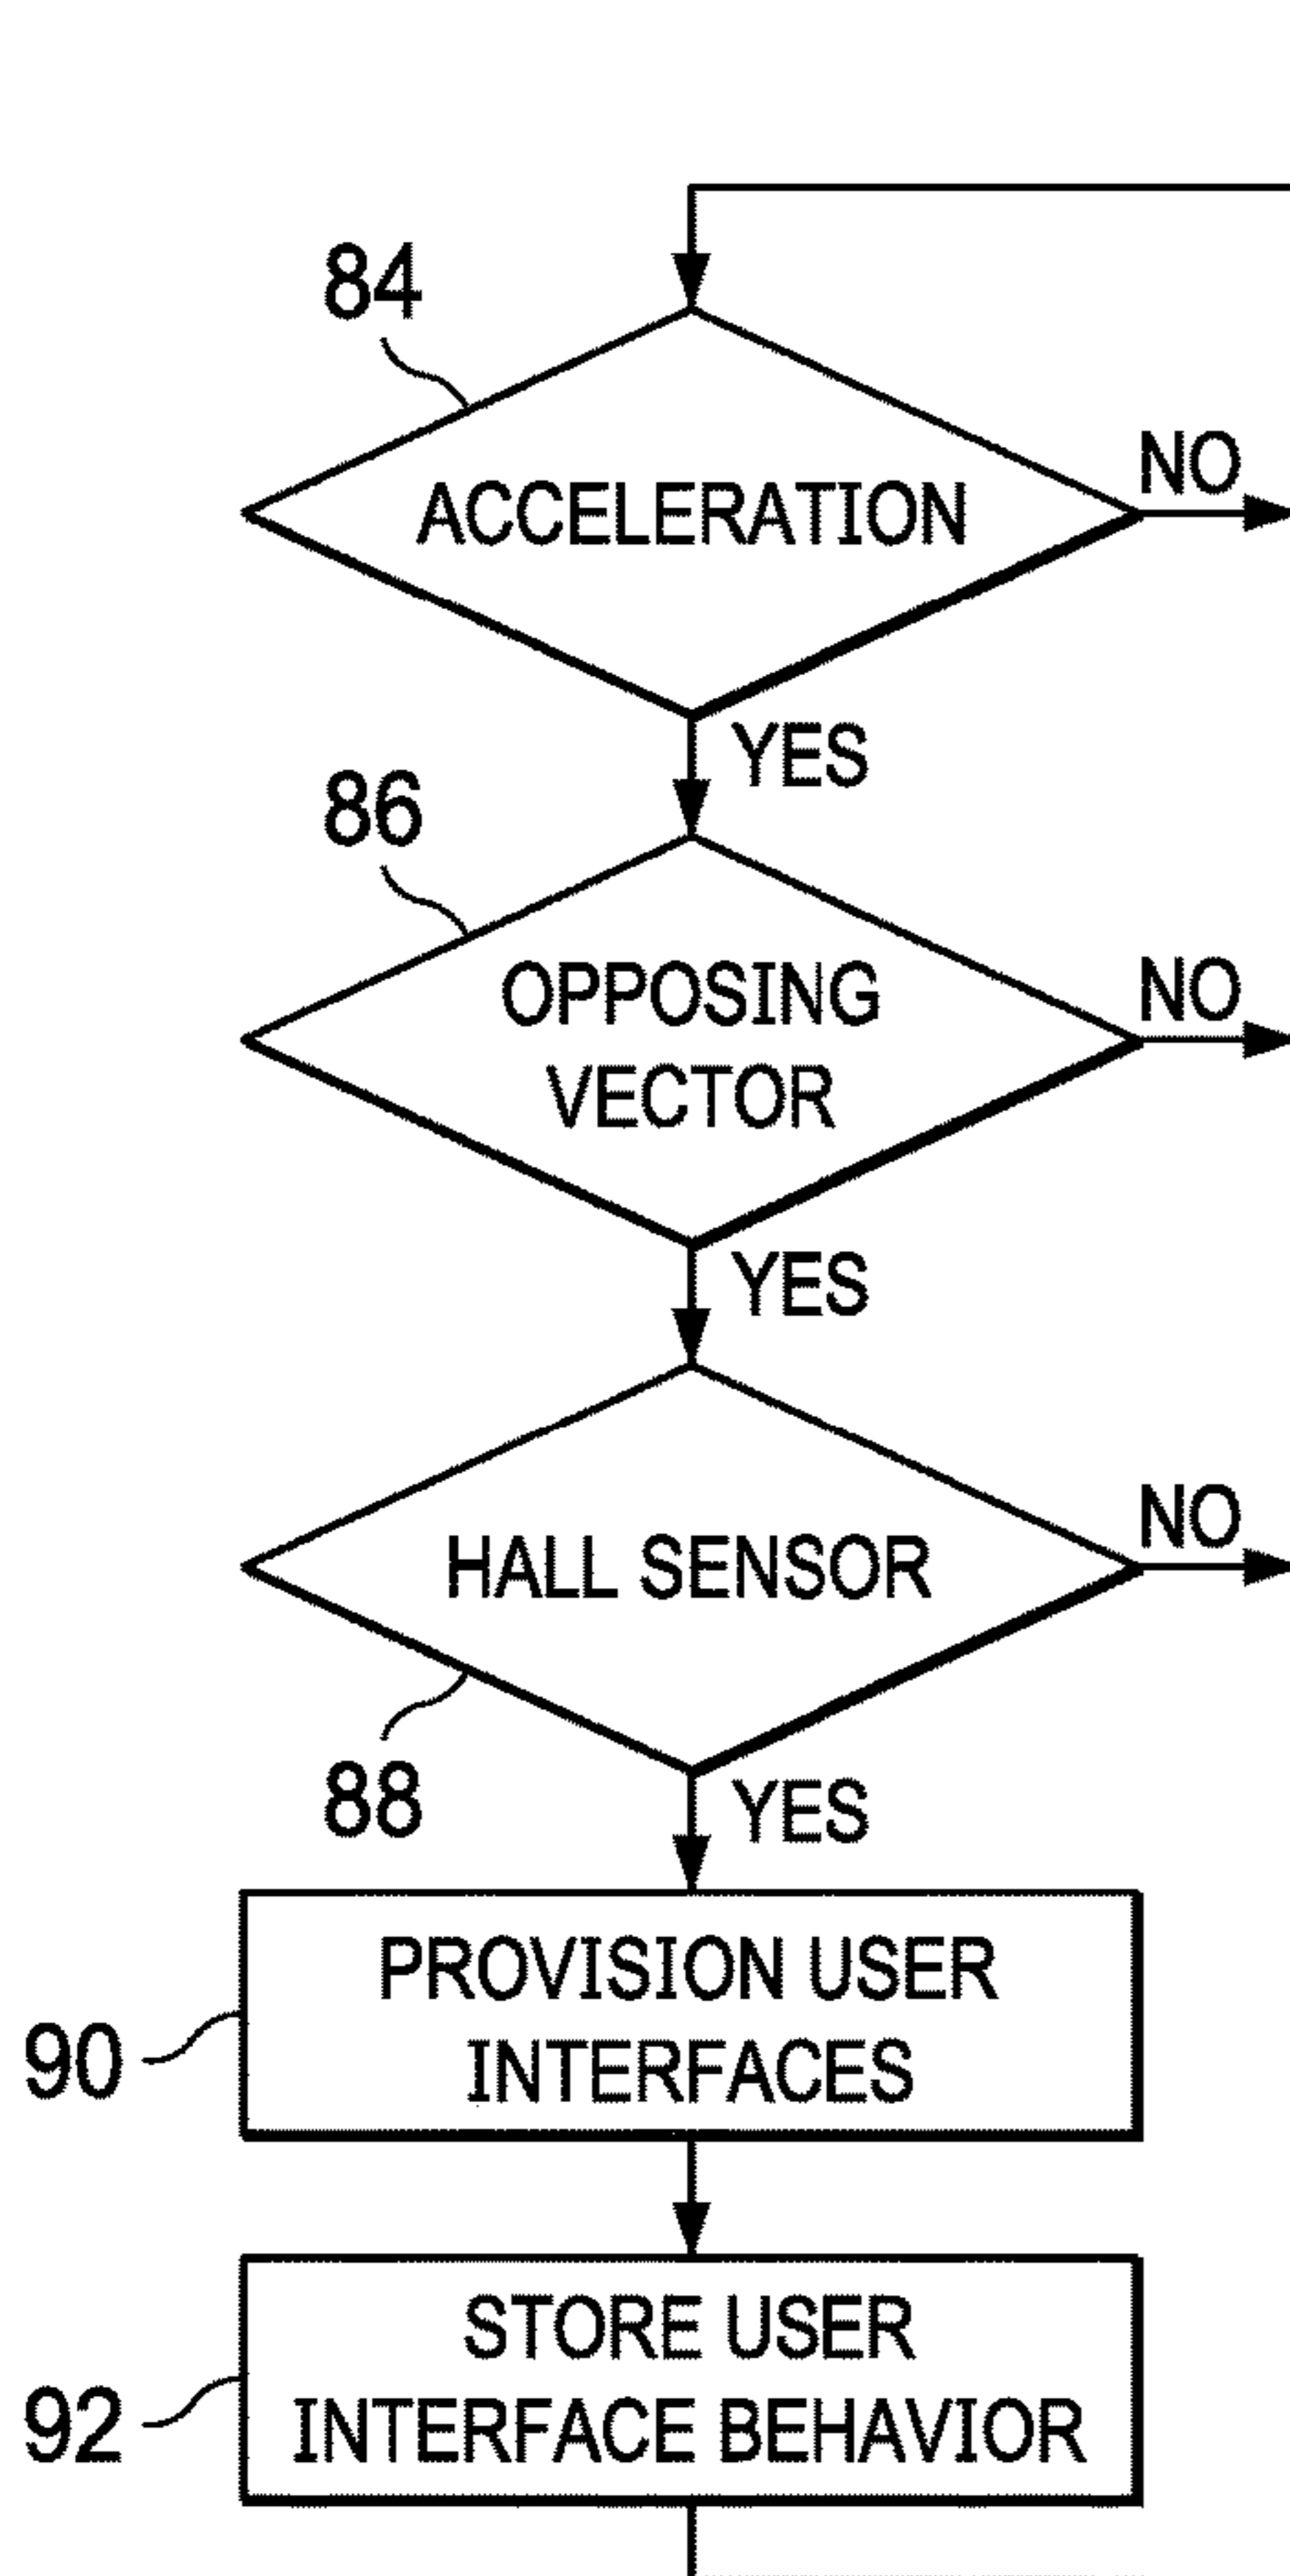 84
ACCELERATION
NO
YES
86
OPPOSING
VECTOR
NO
YES
HALL SENSOR
NO
88
YES
PROVISION USER
INTERFACES
90
STORE USER
INTERFACE BEHAVIOR
92